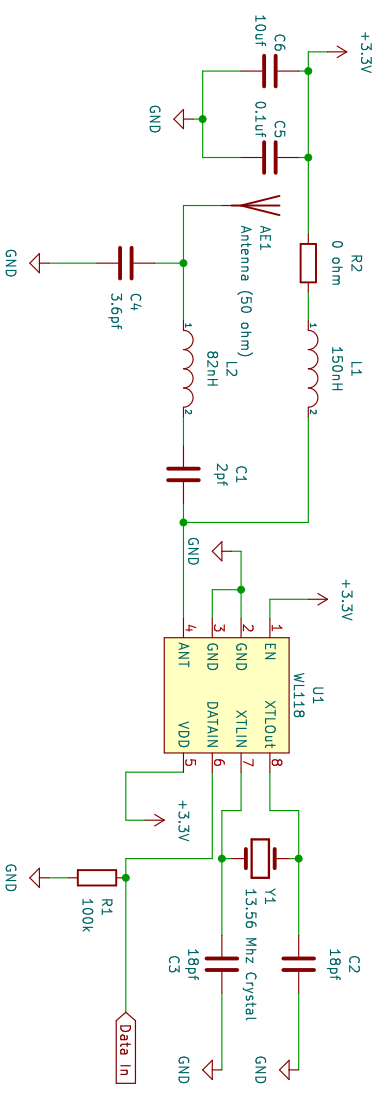 +3.3V
C6
10uf
C5
0.1uf
GND
AE1
Antenna (50 ohm)
R2
0 ohm
C4
3.6pf
GND
1
L1
150nH
2
1
L2
82nH
2
C1
2pf
GND
+3.3V
1
2
3
4
EN
GND
GND
ANT
U1
WL118
XTLOut
XTLIN
DATAIN
VDD
8
7
6
5
+3.3V
Y1
13.56 Mhz Crystal
R1
100k
GND
C2
18pf
18pf
C3
GND
GND
Data In